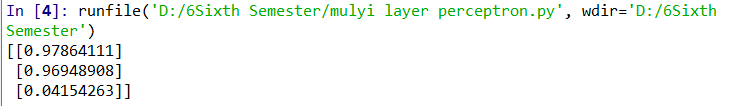 In [4]: runfile('D:/6Sixth Semester/mulyi layer perceptron.py', wdir='D:/6Sixth
Semester')
[[0.97864111]
[0.96948908]
[0.04154263]]